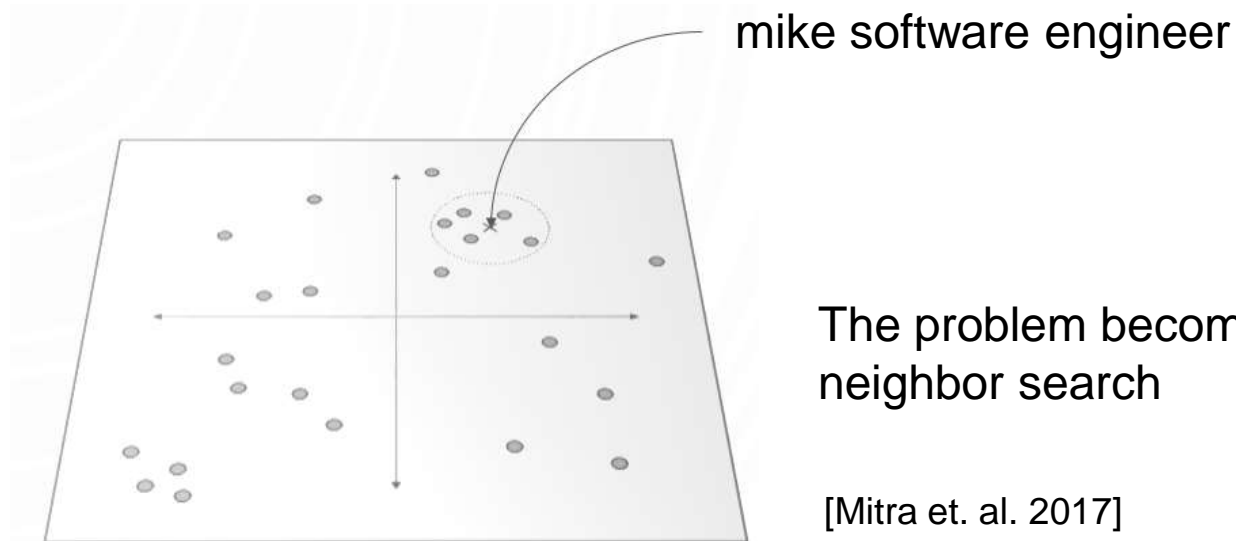 mike software engineer
The problem becom
neighbor search
[Mitra et. al. 2017]